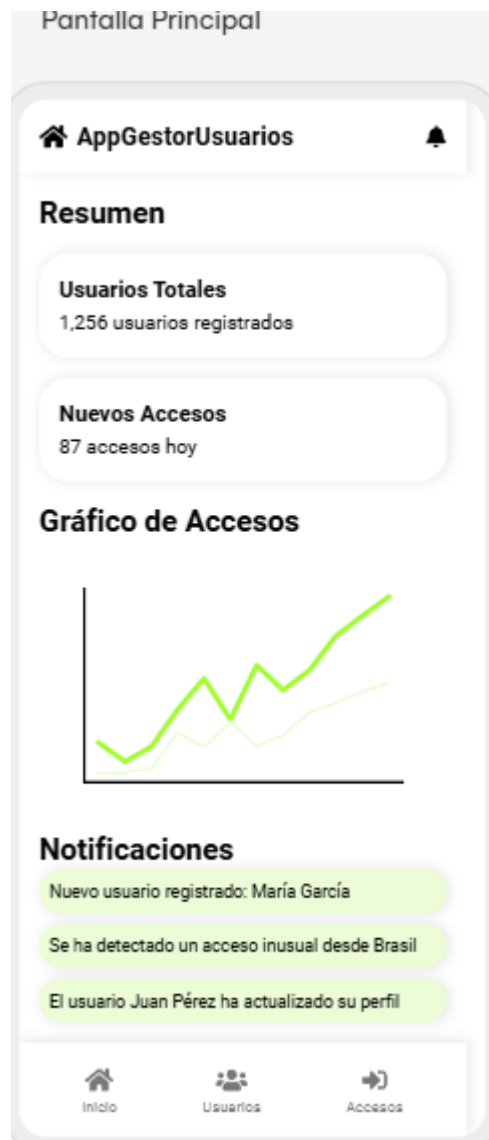 Pantalla Principal
AppGestorUsuarios
Resumen
Usuarios Totales
1,256 usuarios registrados
Nuevos Accesos
87 accesos hoy
Gráfico de Accesos
Notificaciones
Nuevo usuario registrado: María García
Se ha detectado un acceso inusual desde Brasil
El usuario Juan Pérez ha actualizado su perfil
Inicio Usuarios Accesos